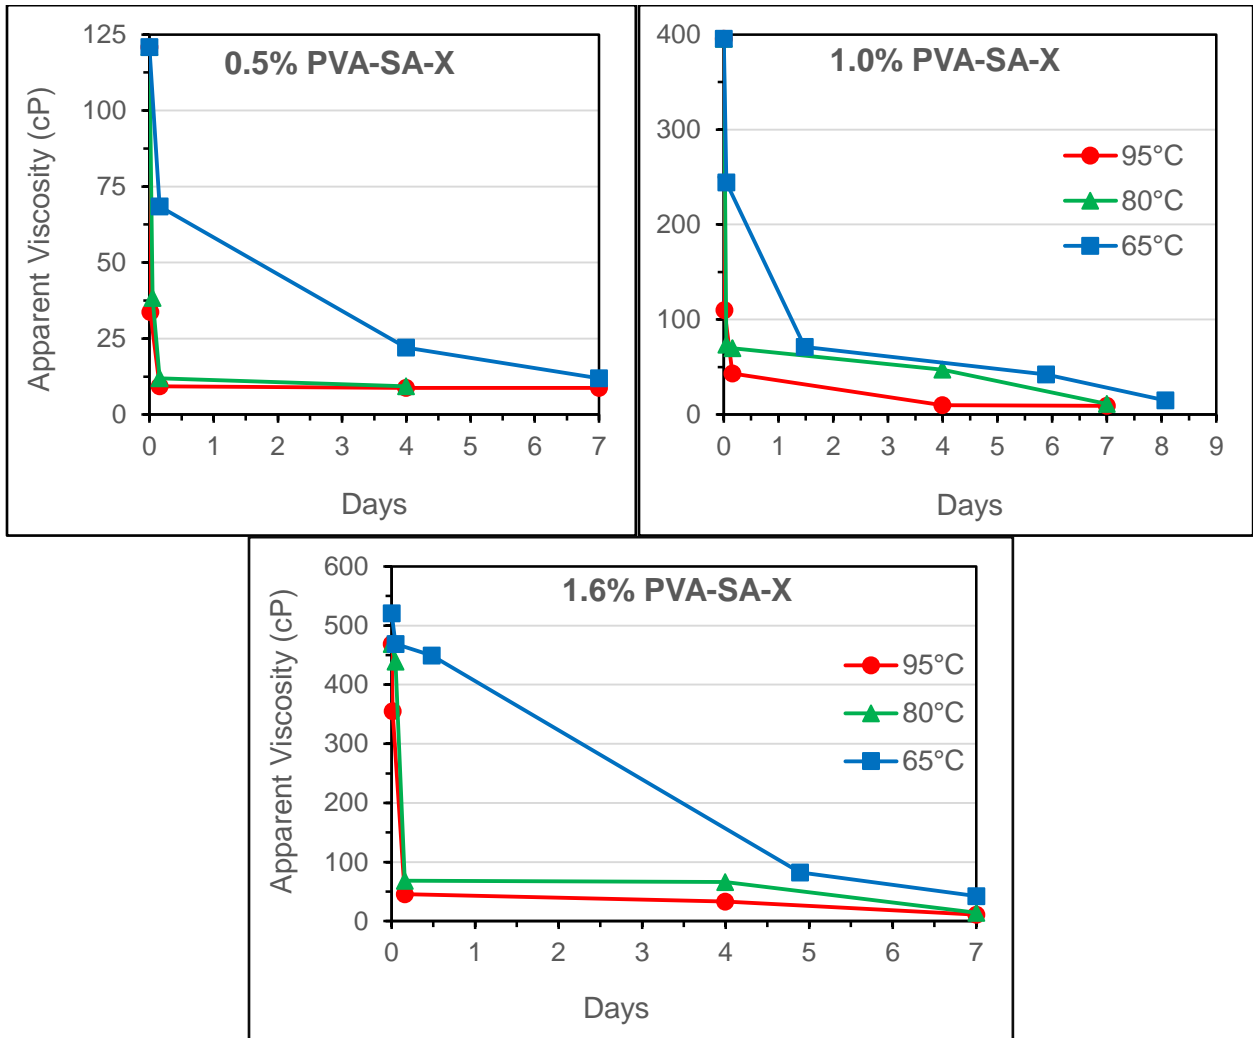 0.5% PVA-SA-X
Apparent Viscosity (cP)
125
100
75
50
25
0
0 1 2 3 4 5 6 7
Days
1.0% PVA-SA-X
400
300
200
100
0
95°C
80°C
65°C
0 1 2 3 4 5 6 7 8 9
Days
1.6% PVA-SA-X
Apparent Viscosity (cP)
600
500
400
300
200
100
0
95°C
80°C
65°C
0 1 2 3 4 5 6 7
Days